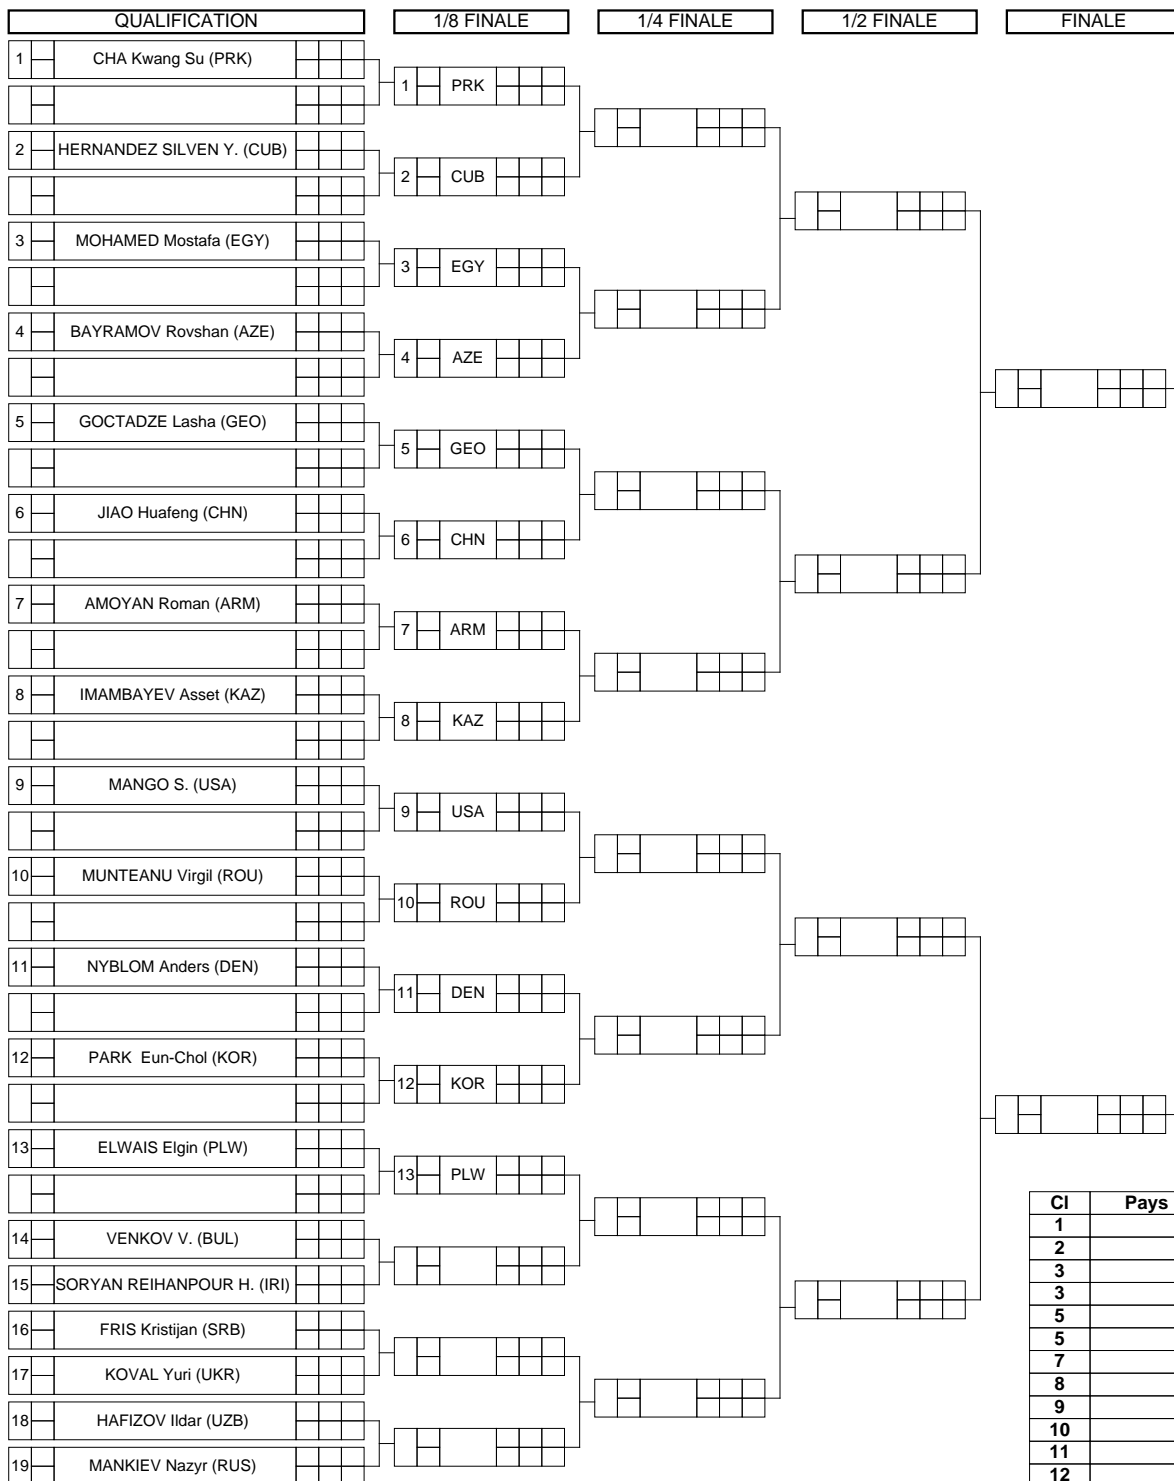 QUALIFICATION 1/8 FINALE 1/4 FINALE 1/2 FINALE FINALE
1 CHA Kwang Su (PRK)
1 PRK
2 HERNANDEZ SILVEN Y. (CUB)
2 CUB
3 MOHAMED Mostafa (EGY)
3 EGY
4 BAYRAMOV Rovshan (AZE)
4 AZE
5 GOCTADZE Lasha (GEO)
5 GEO
6 JIAO Huafeng (CHN)
6 CHN
7 AMOYAN Roman (ARM)
7 ARM
8 IMAMBAYEV Asset (KAZ)
8 KAZ
9 MANGO S. (USA)
9 USA
10 MUNTEANU Virgil (ROU)
10 ROU
11 NYBLOM Anders (DEN)
11 DEN
12 PARK Eun-Chol (KOR)
12 KOR
13 ELWAIS Elgin (PLW)
13 PLW
14 VENKOV V. (BUL)
15 SORYAN REIHANPOUR H. (IRI)
16 FRIS Kristijan (SRB)
17 KOVAL Yuri (UKR)
18 HAFIZOV Ildar (UZB)
19 MANKIEV Nazyr (RUS)
Cl Pays
1
2
3
3
5
5
7
8
9
10
11
12